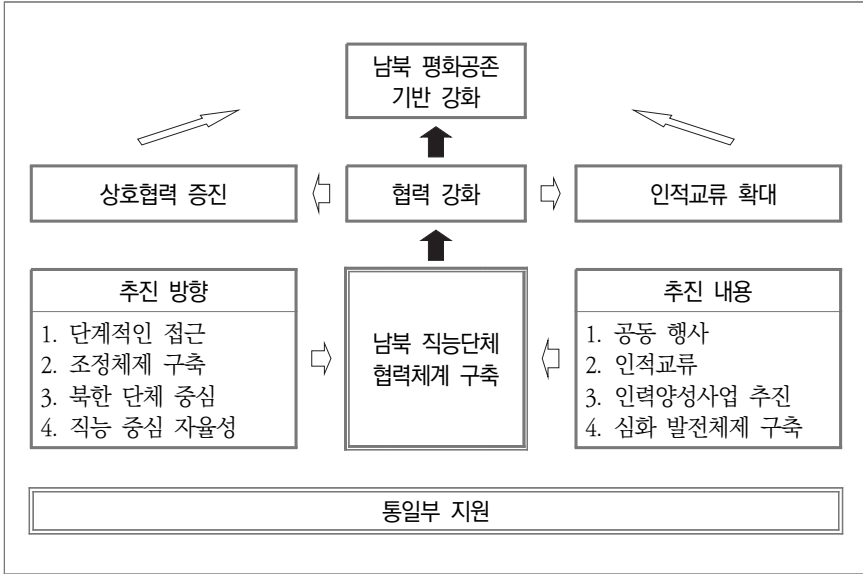 남북 평화공존
기반 강화
상호협력 증진
협력 강화
인적교류 확대
추진 방향
1. 단계적인 접근
2. 조정체제 구축
3. 북한 단체 중심
4. 직능 중심 자율성
남북 직능단체
협력체계 구축
추진 내용
1. 공동 행사
2. 인적교류
3. 인력양성사업 추진
4. 심화 발전체제 구축
통일부 지원